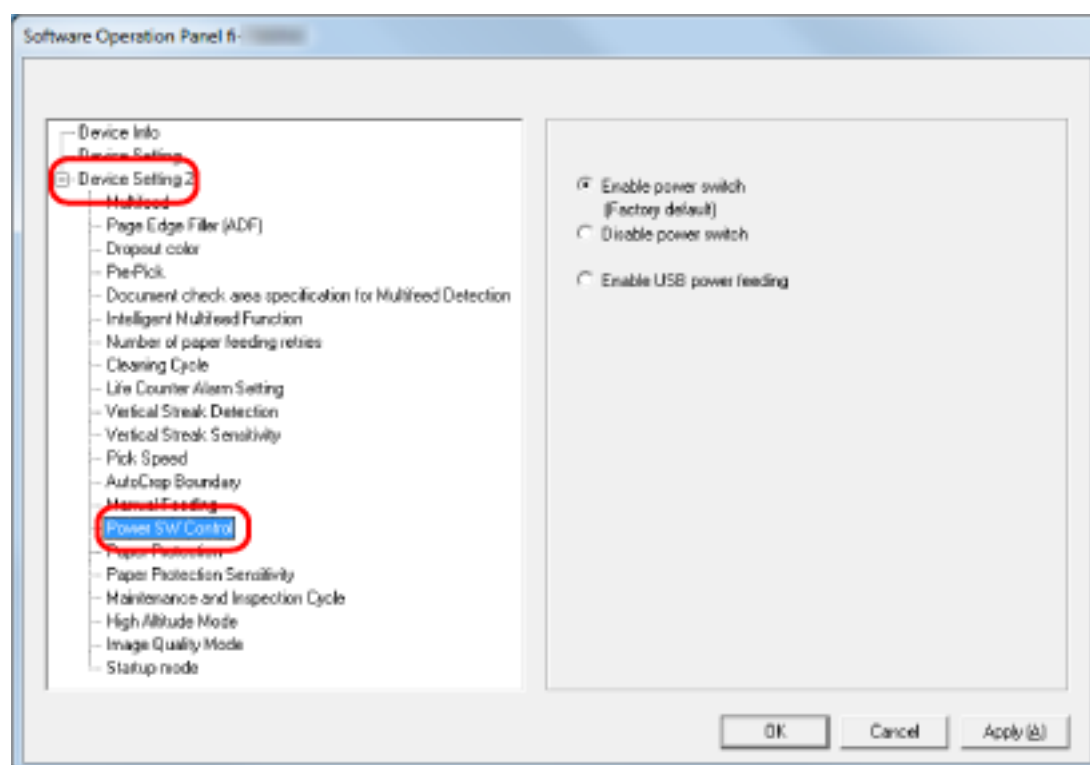 Software Operation Panel fi-
Device Info
Device Setting
Device Setting 2
Multifeed
Page Edge Filler (ADF)
Dropout color
Pre-Pick
Document check area specification for Multifeed Detection
Intelligent Multifeed Function
Number of paper feeding retries
Cleaning Cycle
Life Counter Alarm Setting
Vertical Streak Detection
Vertical Streak Sensitivity
Pick Speed
AutoCrop Boundary
Manual Feeding
Power SW Control
Paper Protection
Paper Protection Sensitivity
Maintenance and Inspection Cycle
High Altitude Mode
Image Quality Mode
Startup mode
Enable power switch
(Factory default)
Disable power switch
Enable USB power feeding
OK Cancel Apply (A)